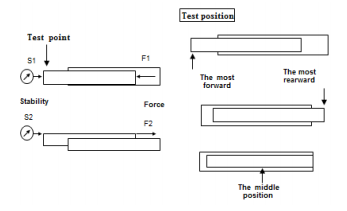 Test position
Test point
S1
F1
Stability
Force
S2
F2
The most
forward
The most
rearward
The middle
position